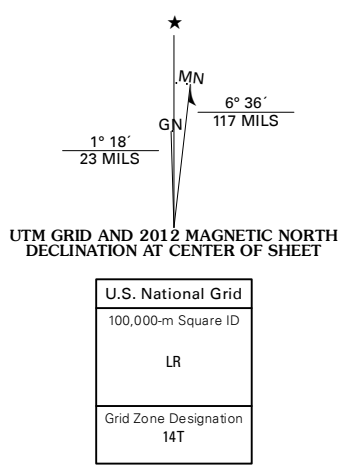 ★
MN
GN
6° 36´
117 MILS
1° 18´
23 MILS
UTM GRID AND 2012 MAGNETIC NORTH
DECLINATION AT CENTER OF SHEET
U.S. National Grid
100,000-m Square ID
LR
Grid Zone Designation
14T